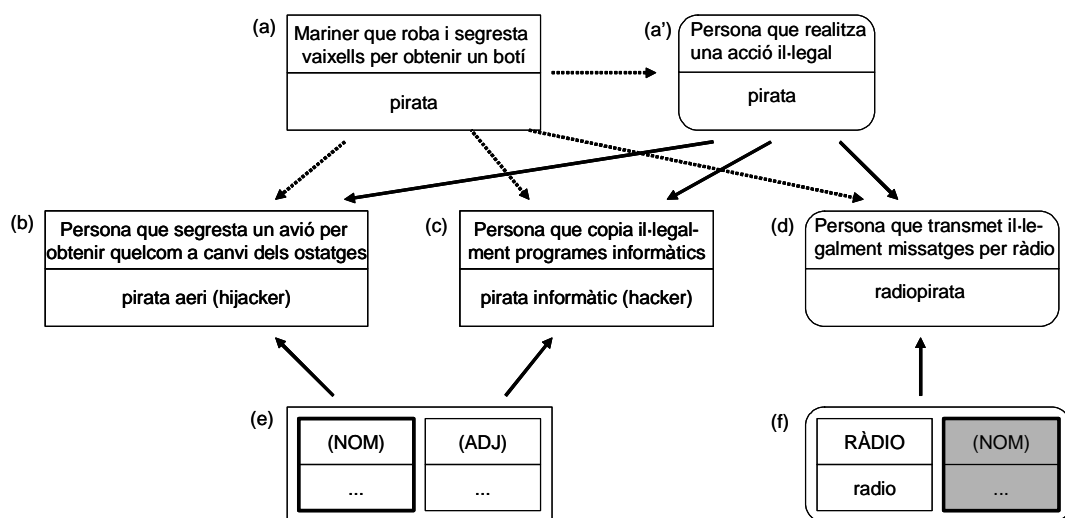 (a)
Mariner que roba i segresta
vaixells per obtenir un botí
pirata
(a')
Persona que realitza
una acció il·legal
pirata
(b)
Persona que segresta un avió per
obtenir quelcom a canvi dels ostatges
pirata aeri (hijacker)
(c)
Persona que copia il·legal-
ment programes informàtics
pirata informàtic (hacker)
(d)
Persona que transmet il·le-
galment missatges per ràdio
radiopirata
(e)
(NOM)
...
(ADJ)
...
(f)
RÀDIO
radio
(NOM)
...